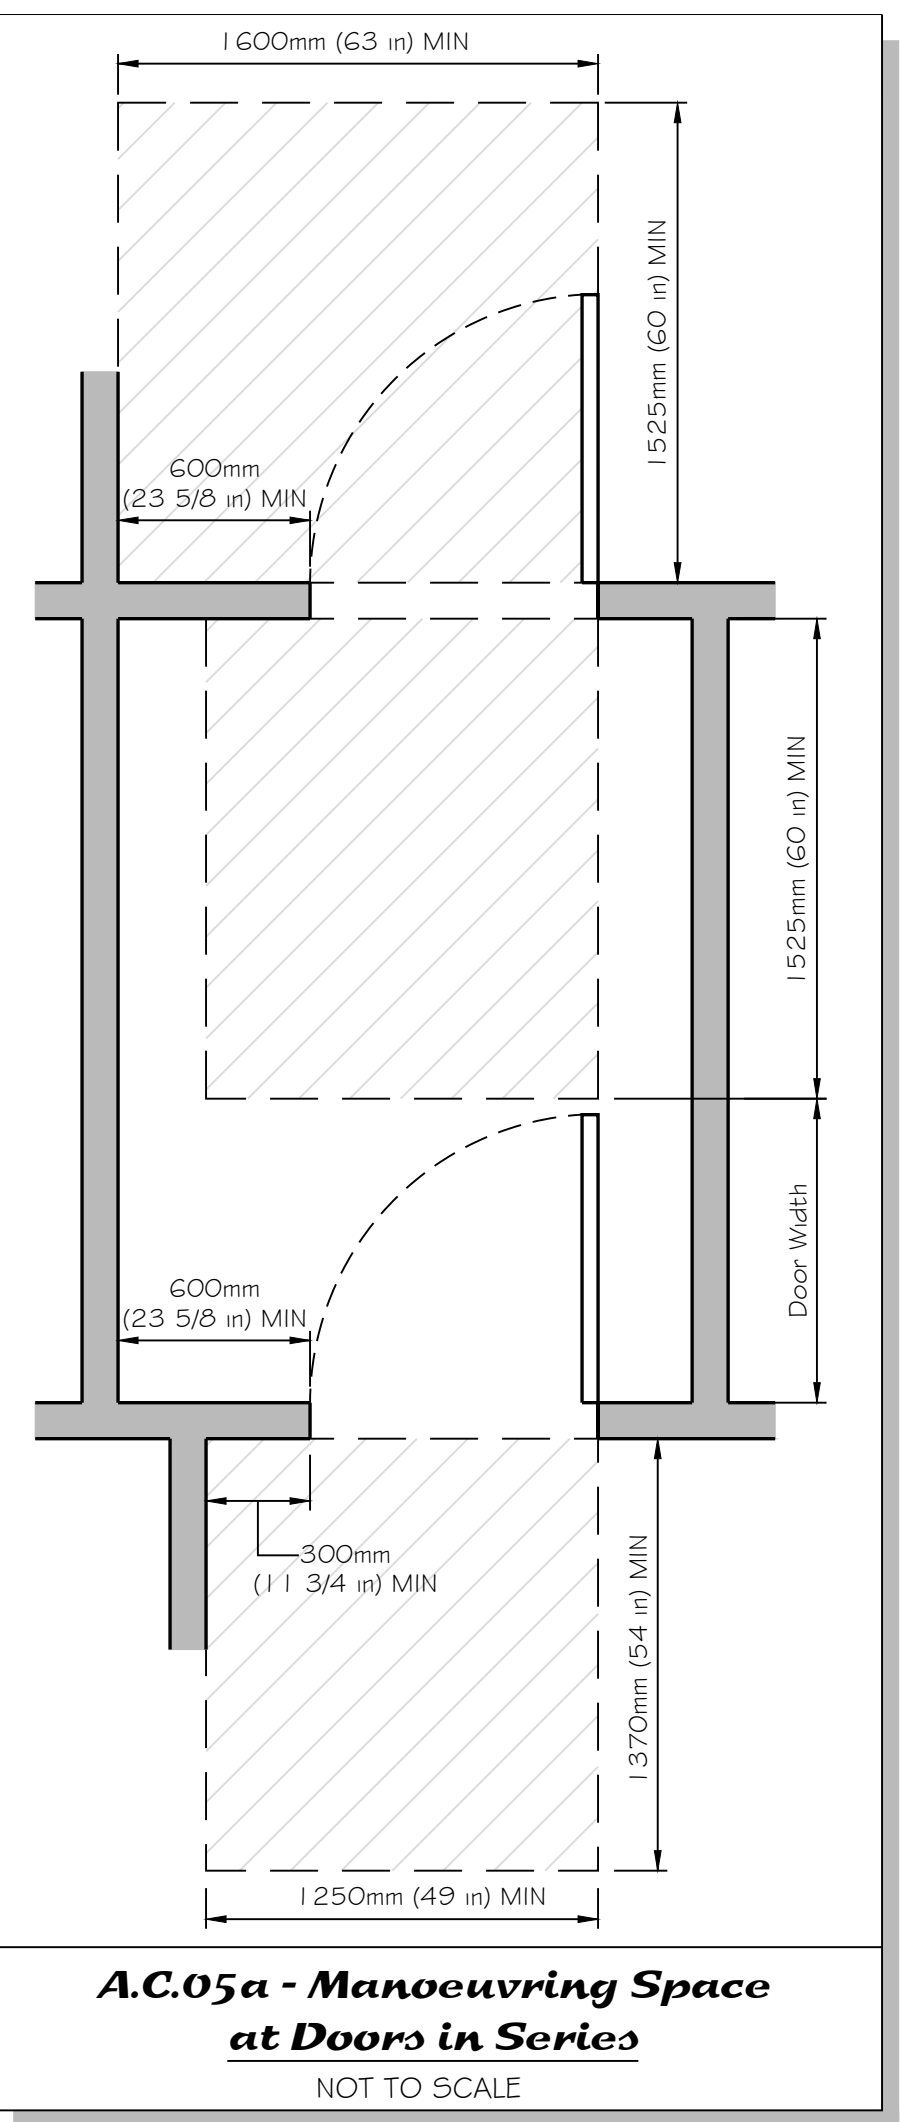 1600mm (63 in) MIN
1525mm (60 in) MIN
600mm
(23 5/8 in) MIN
1525mm (60 in) MIN
Door Width
600mm
(23 5/8 in) MIN
300mm
(11 3/4 in) MIN
1370mm (54 in) MIN
1250mm (49 in) MIN
A.C.05a - Manoeuvring Space
at Doors in Series
NOT TO SCALE